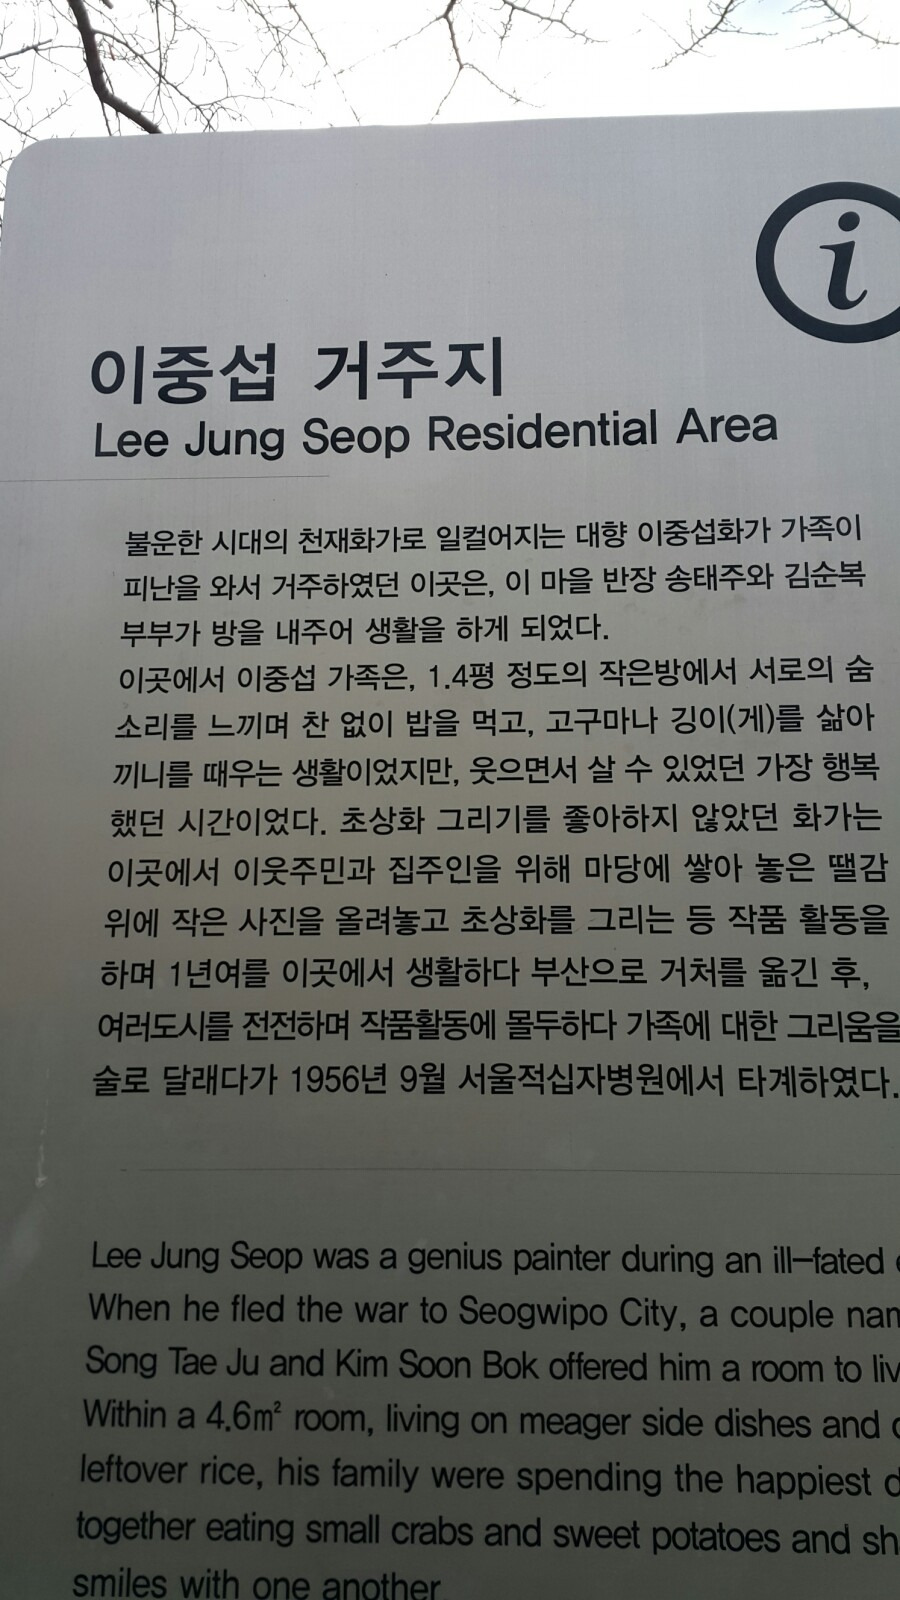 i
이중섭 거주지
Lee Jung Seop Residential Area
불운한 시대의 천재화가로 일컬어지는 대향 이중섭화가 가족이
피난을 와서 거주하였던 이곳은, 이 마을 반장 송태주와 김순복
부부가 방을 내주어 생활을 하게 되었다.
이곳에서 이중섭 가족은, 1.4평 정도의 작은방에서 서로의 숨
소리를 느끼며 찬 없이 밥을 먹고, 고구마나 깅이(게)를 삶아
끼니를 때우는 생활이었지만, 웃으면서 살 수 있었던 가장 행복
했던 시간이었다. 초상화 그리기를 좋아하지 않았던 화가는
이곳에서 이웃주민과 집주인을 위해 마당에 쌓아 놓은 땔감
위에 작은 사진을 올려놓고 초상화를 그리는 등 작품 활동을
하며 1년여를 이곳에서 생활하다 부산으로 거처를 옮긴 후,
여러도시를 전전하며 작품활동에 몰두하다 가족에 대한 그리움을
술로 달래다가 1956년 9월 서울적십자병원에서 타계하였다.
Lee Jung Seop was a genius painter during an ill-fated
When he fled the war to Seogwipo City, a couple nam
Song Tae Ju and Kim Soon Bok offered him a room to liv
Within a 4.6㎡ room, living on meager side dishes and
leftover rice, his family were spending the happiest d
together eating small crabs and sweet potatoes and sh
smiles with one another